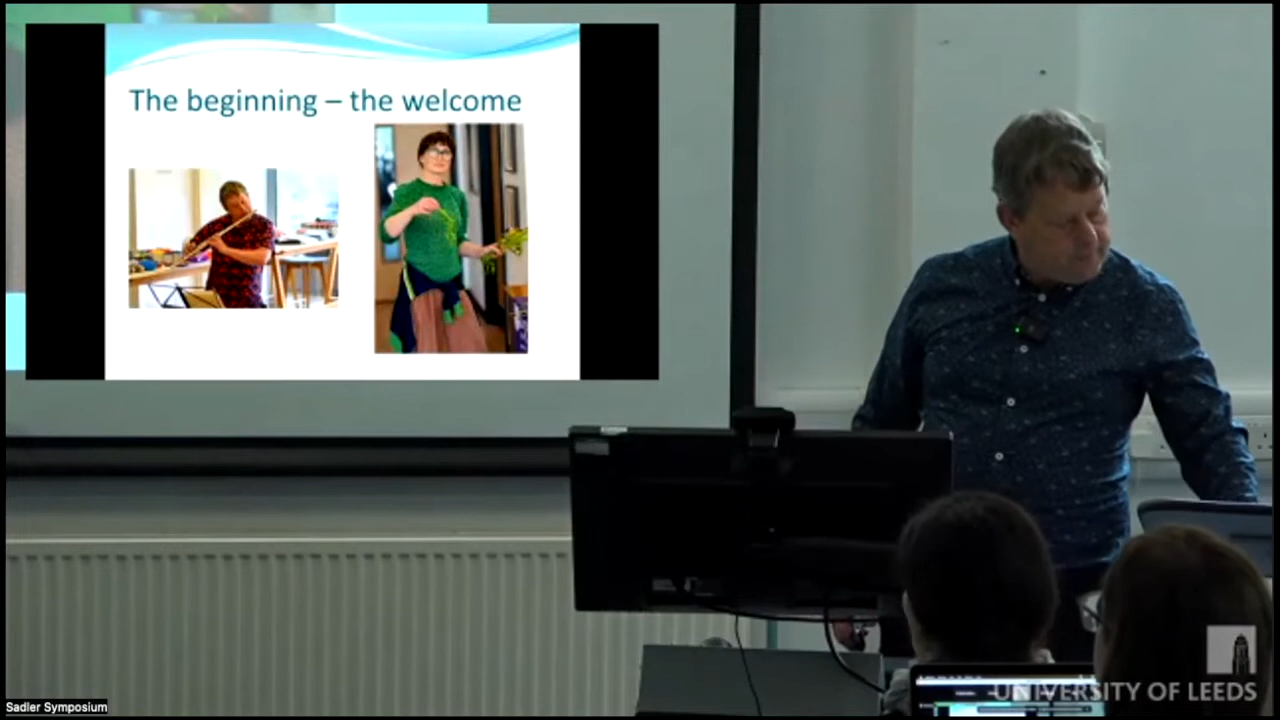 The beginning – the welcome
Sadler Symposium
UNIVERSITY OF LEEDS